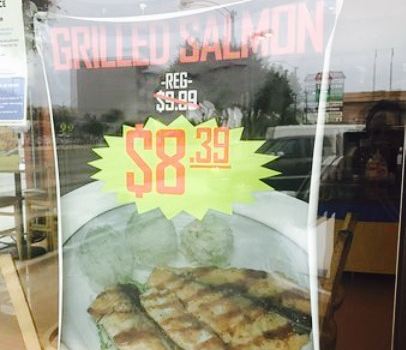 GRILLED SALMON
-REG-
$9.99
$8.39